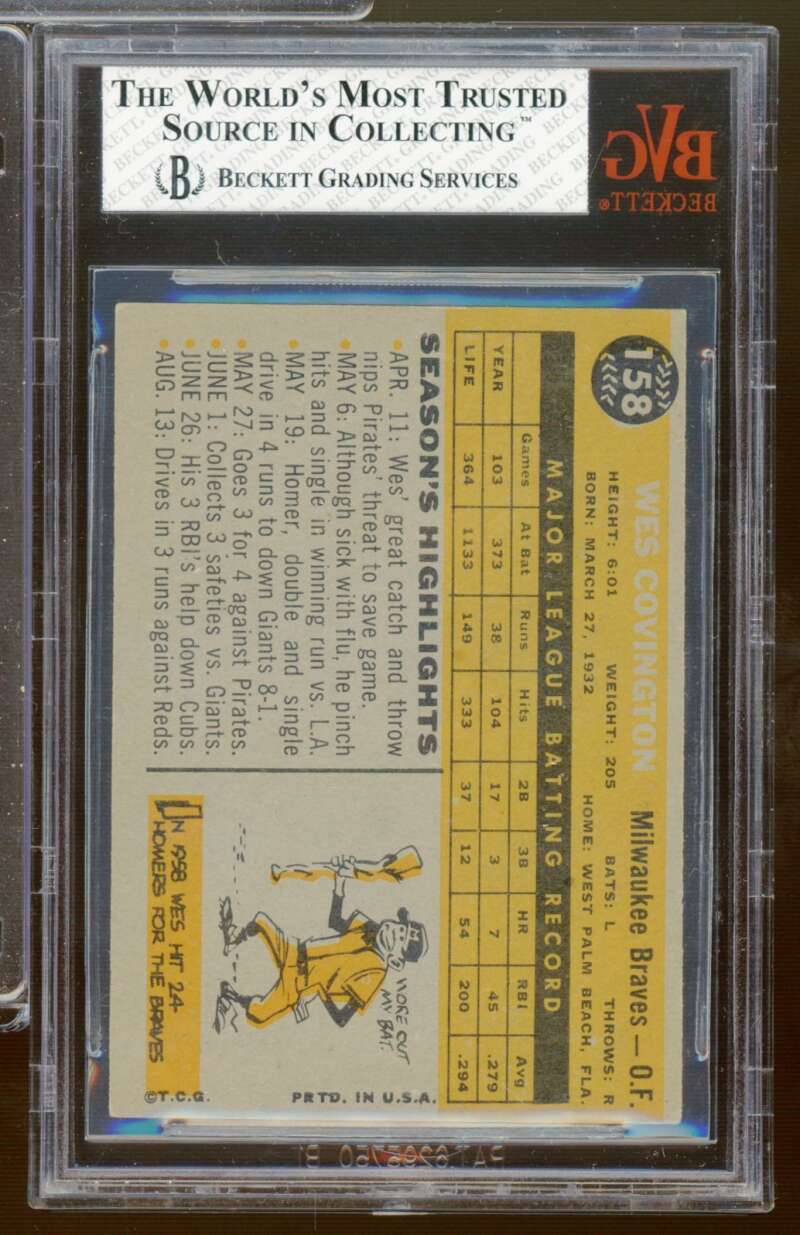 THE WORLD'S MOST TRUSTED
SOURCE IN COLLECTING™
B BECKETT GRADING SERVICES
BVG
BECKETT®
158
WES COVINGTON Milwaukee Braves — O.F.
HEIGHT: 6:01 WEIGHT: 205 BATS: L THROWS: R
BORN: MARCH 27, 1932 HOME: WEST PALM BEACH, FLA.
MAJOR LEAGUE BATTING RECORD
Games At Bat Runs Hits 2B 3B HR RBI Avg
YEAR 103 373 38 104 17 3 7 45 .279
LIFE 364 1133 149 333 37 12 54 200 .294
SEASON'S HIGHLIGHTS
• APR. 11: Wes' great catch and throw
nips Pirates' threat to save game.
• MAY 6: Although sick with flu, he pinch
hits and single in winning run vs. L.A.
• MAY 19: Homer, double and single
drive in 4 runs to down Giants 8-1.
• MAY 27: Goes 3 for 4 against Pirates.
• JUNE 1: Collects 3 safeties vs. Giants.
• JUNE 26: His 3 RBI's help down Cubs.
• AUG. 13: Drives in 3 runs against Reds.
WORE OUT
MY BAT.
IN 1958 WES HIT 24
HOMERS FOR THE BRAVES
©T.C.G. PRTD. IN U.S.A.